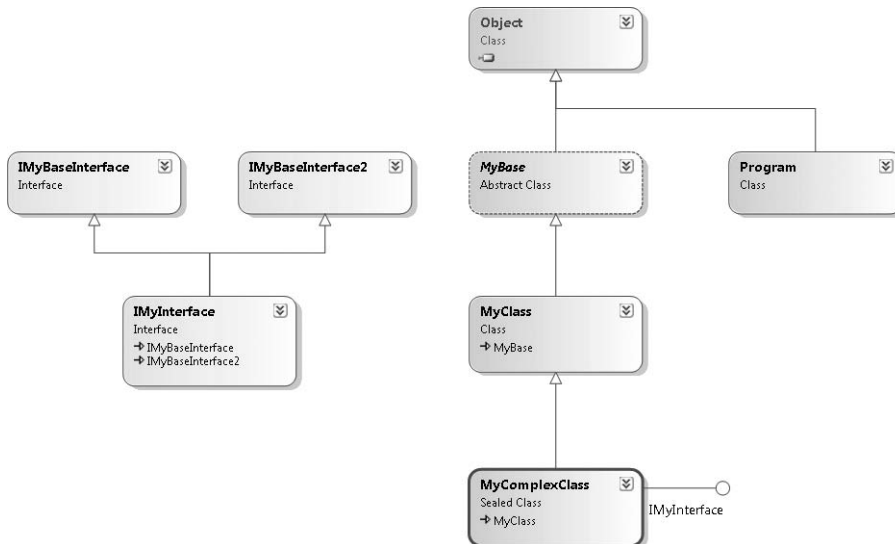 Object
Class
IMyBaseInterface
Interface
IMyBaseInterface2
Interface
MyBase
Abstract Class
Program
Class
IMyInterface
Interface
IMyBaseInterface
IMyBaseInterface2
MyClass
Class
MyBase
MyComplexClass
Sealed Class
MyClass
IMyInterface